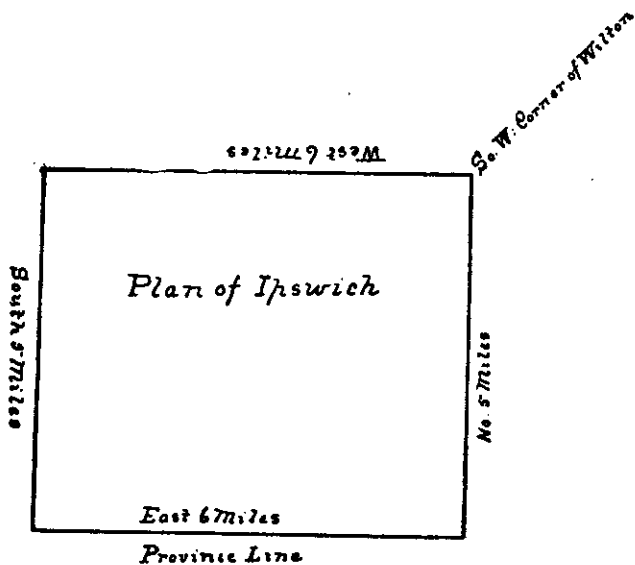 So. W: Corner of Wilton
West 6 miles
Plan of Ipswich
South 5 Miles
No. 5 Miles
East 6 Miles
Province Line